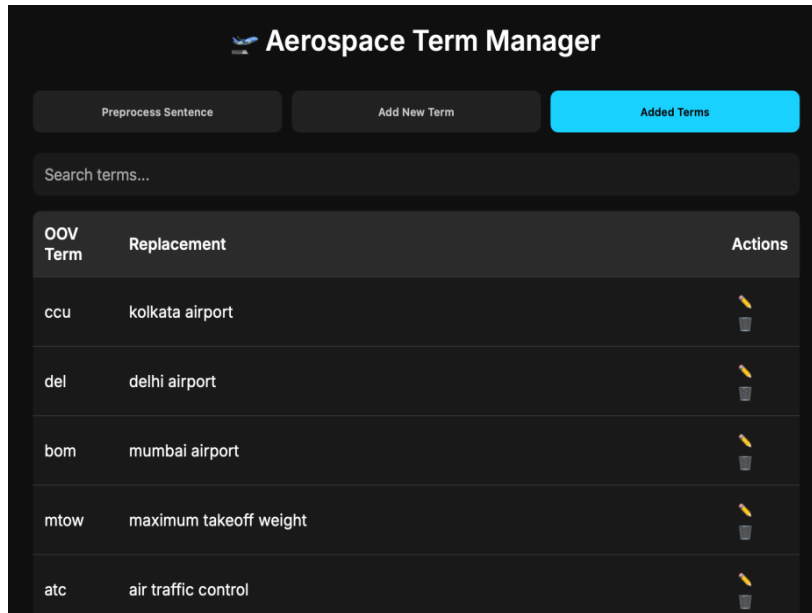 Aerospace Term Manager
Preprocess Sentence Add New Term Added Terms
Search terms...
OOV Term Replacement Actions
ccu kolkata airport
del delhi airport
bom mumbai airport
mtow maximum takeoff weight
atc air traffic control